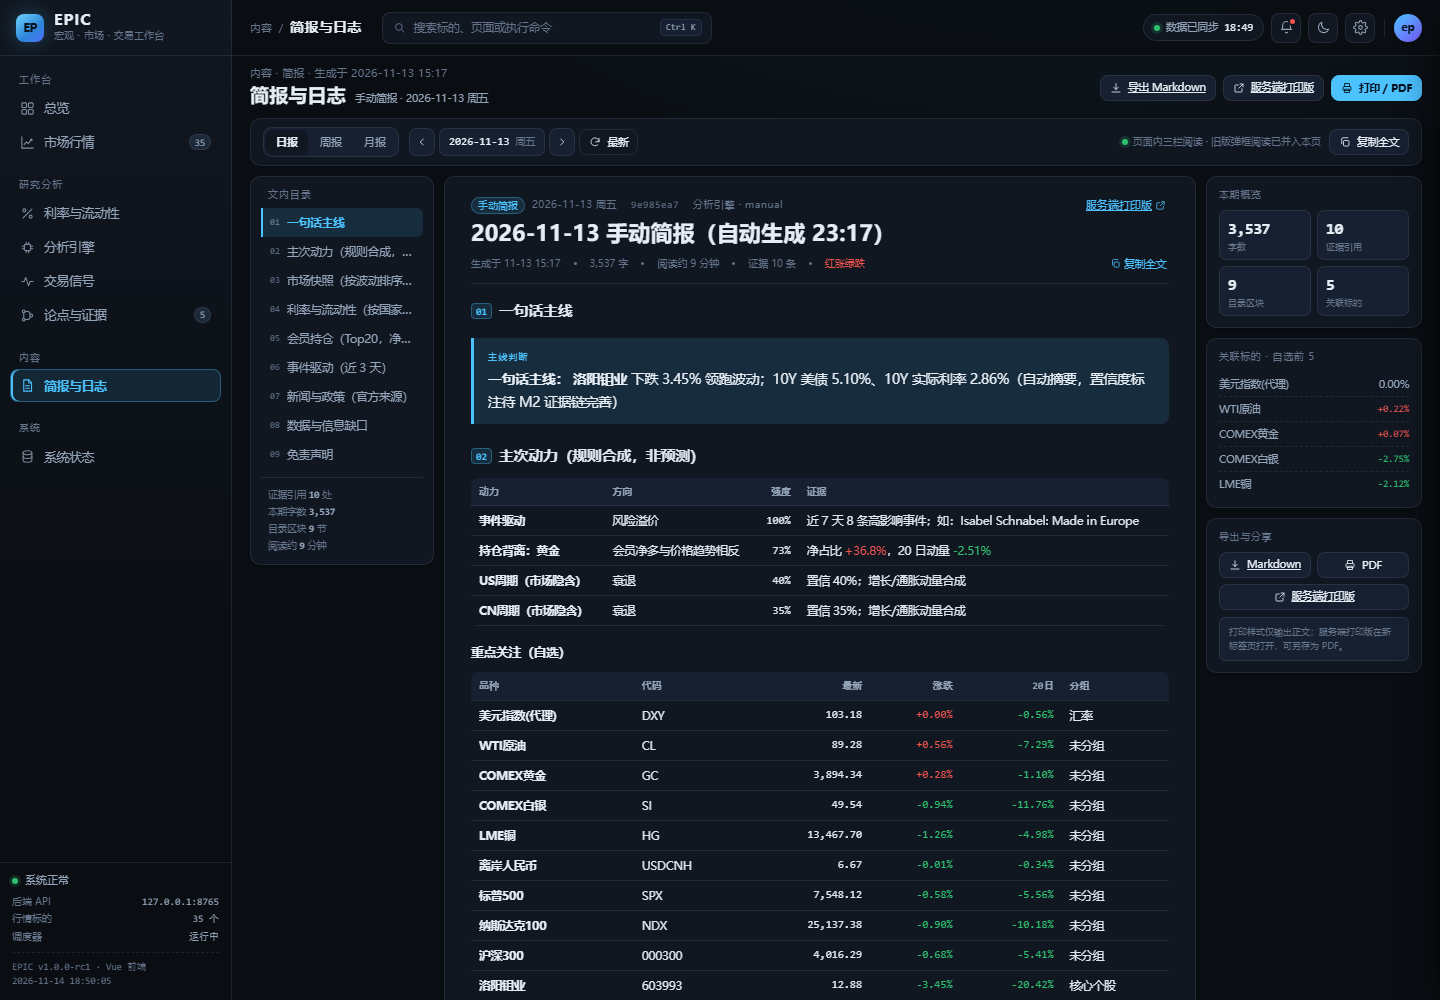 EP
EPIC
宏观 · 市场 · 交易工作台
工作台
总览
市场行情 35
研究分析
利率与流动性
分析引擎
交易信号
论点与证据 5
内容
简报与日志
系统
系统状态
系统正常
后端 API 127.0.0.1:8765
行情标的 35 个
调度器 运行中
EPIC v1.0.0-rc1 · Vue 前端
2026-11-14 18:50:05
内容 / 简报与日志
搜索标的、页面或执行命令 Ctrl K
数据已同步 18:49
ep
内容 · 简报 · 生成于 2026-11-13 15:17
简报与日志 手动简报 · 2026-11-13 周五
导出 Markdown
服务端打印版
打印 / PDF
日报 周报 月报
2026-11-13 周五
最新
页面内三栏阅读 · 旧版弹框阅读已并入本页
复制全文
文内目录
01 一句话主线
02 主次动力（规则合成，...
03 市场快照（按波动排序...
04 利率与流动性（按国家...
05 会员持仓（Top20，净...
06 事件驱动（近 3 天）
07 新闻与政策（官方来源）
08 数据与信息缺口
09 免责声明
证据引用 10 处
本期字数 3,537
目录区块 9 节
阅读约 9 分钟
手动简报 2026-11-13 周五 9e985ea7 分析引擎 · manual
服务端打印版
2026-11-13 手动简报（自动生成 23:17）
生成于 11-13 15:17 • 3,537 字 • 阅读约 9 分钟 • 证据 10 条 • 红涨绿跌
复制全文
01 一句话主线
主线判断
一句话主线： 洛阳钼业 下跌 3.45% 领跑波动；10Y 美债 5.10%、10Y 实际利率 2.86%（自动摘要，置信度标
注待 M2 证据链完善）
02 主次动力（规则合成，非预测）
动力 方向 强度 证据
事件驱动 风险溢价 100% 近 7 天 8 条高影响事件；如：Isabel Schnabel: Made in Europe
持仓背离：黄金 会员净多与价格趋势相反 73% 净占比 +36.8%，20 日动量 -2.51%
US周期（市场隐含） 衰退 40% 置信 40%；增长/通胀动量合成
CN周期（市场隐含） 衰退 35% 置信 35%；增长/通胀动量合成
重点关注（自选）
品种 代码 最新 涨跌 20日 分组
美元指数(代理) DXY 103.18 +0.00% -0.56% 汇率
WTI原油 CL 89.28 +0.56% -7.29% 未分组
COMEX黄金 GC 3,894.34 +0.28% -1.10% 未分组
COMEX白银 SI 49.54 -0.94% -11.76% 未分组
LME铜 HG 13,467.70 -1.26% -4.98% 未分组
离岸人民币 USDCNH 6.67 -0.01% -0.34% 未分组
标普500 SPX 7,548.12 -0.58% -5.56% 未分组
纳斯达克100 NDX 25,137.38 -0.90% -10.18% 未分组
沪深300 000300 4,016.29 -0.68% -5.41% 未分组
洛阳钼业 603993 12.88 -3.45% -20.42% 核心个股
本期概览
3,537
字数
10
证据引用
9
目录区块
5
关联标的
关联标的 · 自选前 5
美元指数(代理) 0.00%
WTI原油 +0.22%
COMEX黄金 +0.07%
COMEX白银 -2.75%
LME铜 -2.12%
导出与分享
Markdown
PDF
服务端打印版
打印样式仅输出正文；服务端打印版在新
标签页打开，可另存为 PDF。